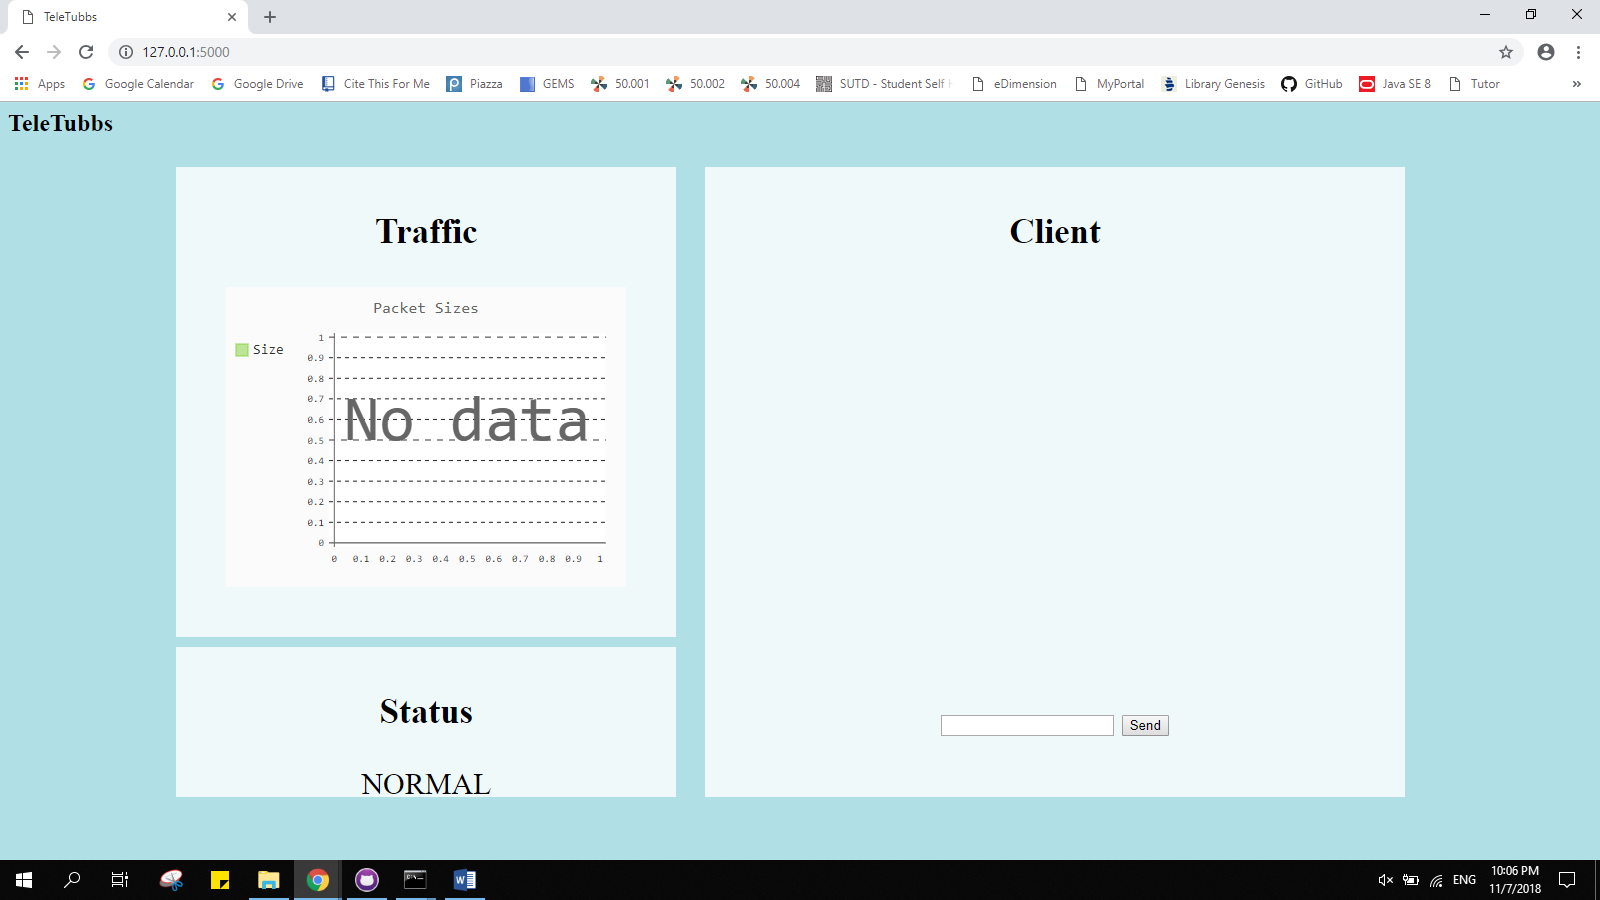 TeleTubbs
127.0.0.1:5000
Apps Google Calendar Google Drive Cite This For Me Piazza GEMS 50.001 50.002 50.004 SUTD - Student Self eDimension MyPortal Library Genesis GitHub Java SE 8 Tutor
TeleTubbs
Traffic
Packet Sizes
Size
1
0.9
0.8
0.7
0.6
0.5
0.4
0.3
0.2
0.1
0
No data
0 0.1 0.2 0.3 0.4 0.5 0.6 0.7 0.8 0.9 1
Status
NORMAL
Client
Send
ENG
10:06 PM
11/7/2018